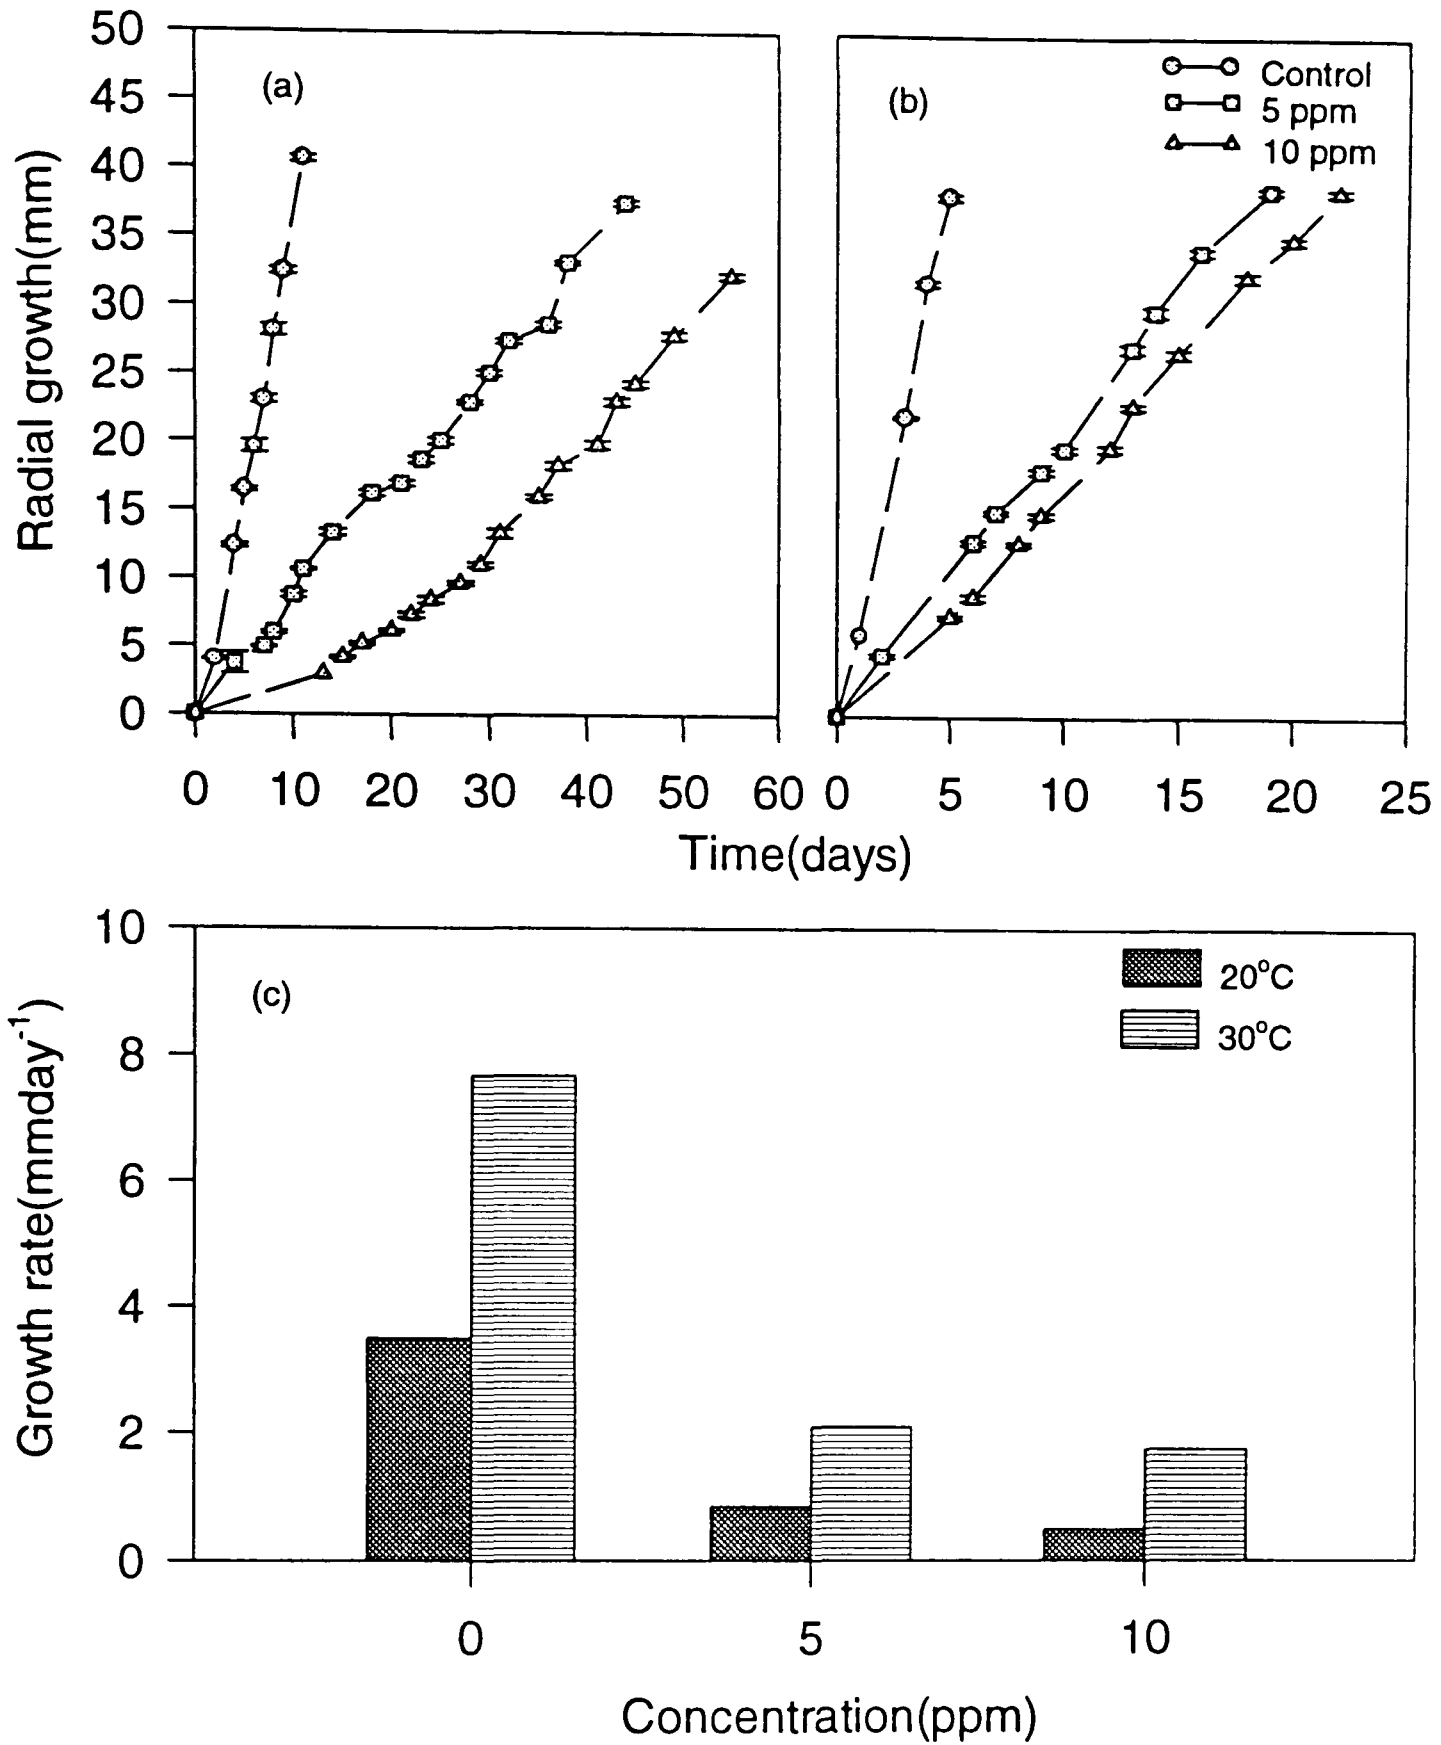 50
45
40
35
30
25
20
15
10
5
0
Radial growth(mm)
(a)
(b)
Control
5 ppm
10 ppm
0 10 20 30 40 50 60
0 5 10 15 20 25
Time(days)
10
8
6
4
2
0
Growth rate(mmday⁻¹)
(c)
20°C
30°C
0 5 10
Concentration(ppm)